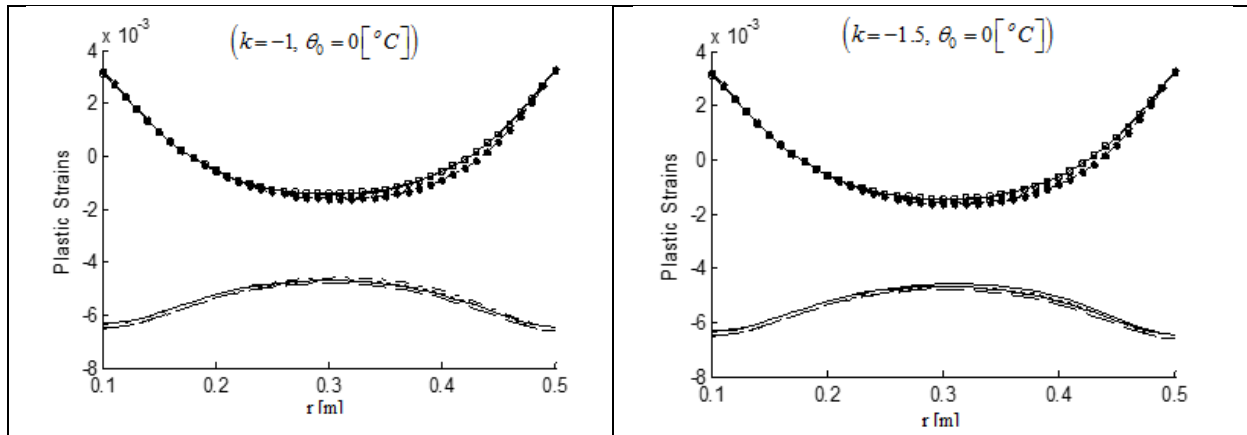 x 10⁻³
(k=−1, θ₀ = 0[°C])
4
2
0
-2
-4
-6
-8
Plastic Strains
0.1 0.2 0.3 0.4 0.5
r [m]
x 10⁻³
(k=−1.5, θ₀ = 0[°C])
4
2
0
-2
-4
-6
-8
Plastic Strains
0.1 0.2 0.3 0.4 0.5
r [m]